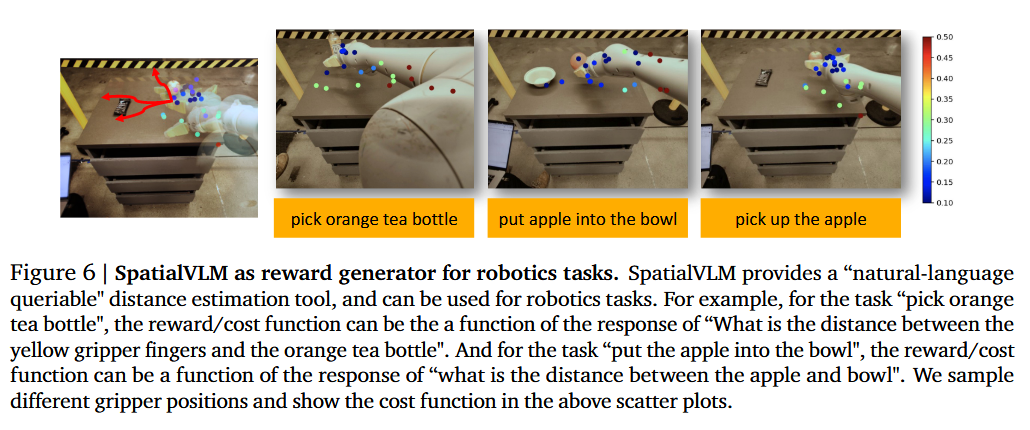 0.50
0.45
0.40
0.35
0.30
0.25
0.20
0.15
0.10
pick orange tea bottle
put apple into the bowl
pick up the apple
Figure 6 | SpatialVLM as reward generator for robotics tasks. SpatialVLM provides a “natural-language
queriable" distance estimation tool, and can be used for robotics tasks. For example, for the task “pick orange
tea bottle", the reward/cost function can be the a function of the response of “What is the distance between the
yellow gripper fingers and the orange tea bottle". And for the task “put the apple into the bowl", the reward/cost
function can be a function of the response of “what is the distance between the apple and bowl". We sample
different gripper positions and show the cost function in the above scatter plots.